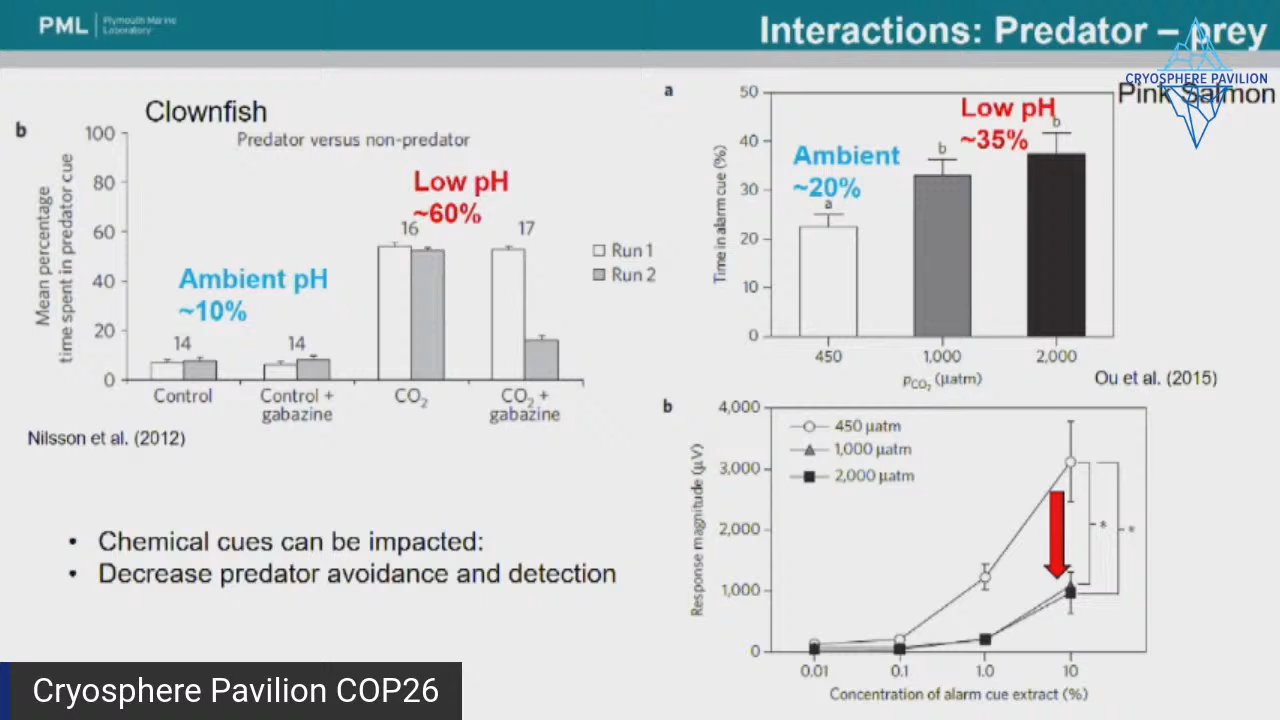 PML | Plymouth Marine
Laboratory
Interactions: Predator – prey
CRYOSPHERE PAVILION
Clownfish
b
Predator versus non-predator
Mean percentage
time spent in predator cue
100
80
60
40
20
0
Ambient pH
~10%
Low pH
~60%
14
14
16
17
Run 1
Run 2
Control
Control +
gabazine
CO2
CO2 +
gabazine
Nilsson et al. (2012)
• Chemical cues can be impacted:
• Decrease predator avoidance and detection
a
Pink Salmon
Time in alarm cue (%)
50
40
30
20
10
0
Ambient
~20%
Low pH
~35%
a
b
b
450
1,000
2,000
pCO2 (µatm)
Ou et al. (2015)
b
Response magnitude (µV)
4,000
3,000
2,000
1,000
0
450 µatm
1,000 µatm
2,000 µatm
*
*
0.01
0.1
1.0
10
Concentration of alarm cue extract (%)
Cryosphere Pavilion COP26